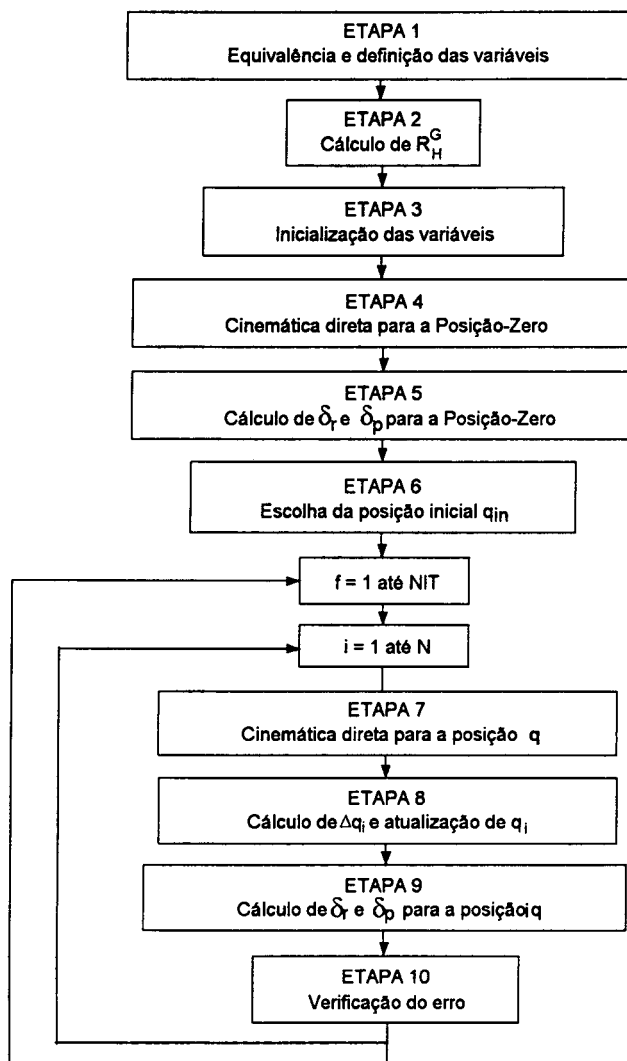 ETAPA 1
Equivalência e definição das variáveis
ETAPA 2
Cálculo de R_H^G
ETAPA 3
Inicialização das variáveis
ETAPA 4
Cinemática direta para a Posição-Zero
ETAPA 5
Cálculo de δr e δp para a Posição-Zero
ETAPA 6
Escolha da posição inicial qin
f = 1 até NIT
i = 1 até N
ETAPA 7
Cinemática direta para a posição q
ETAPA 8
Cálculo de Δqi e atualização de qi
ETAPA 9
Cálculo de δr e δp para a posiçãoiq
ETAPA 10
Verificação do erro